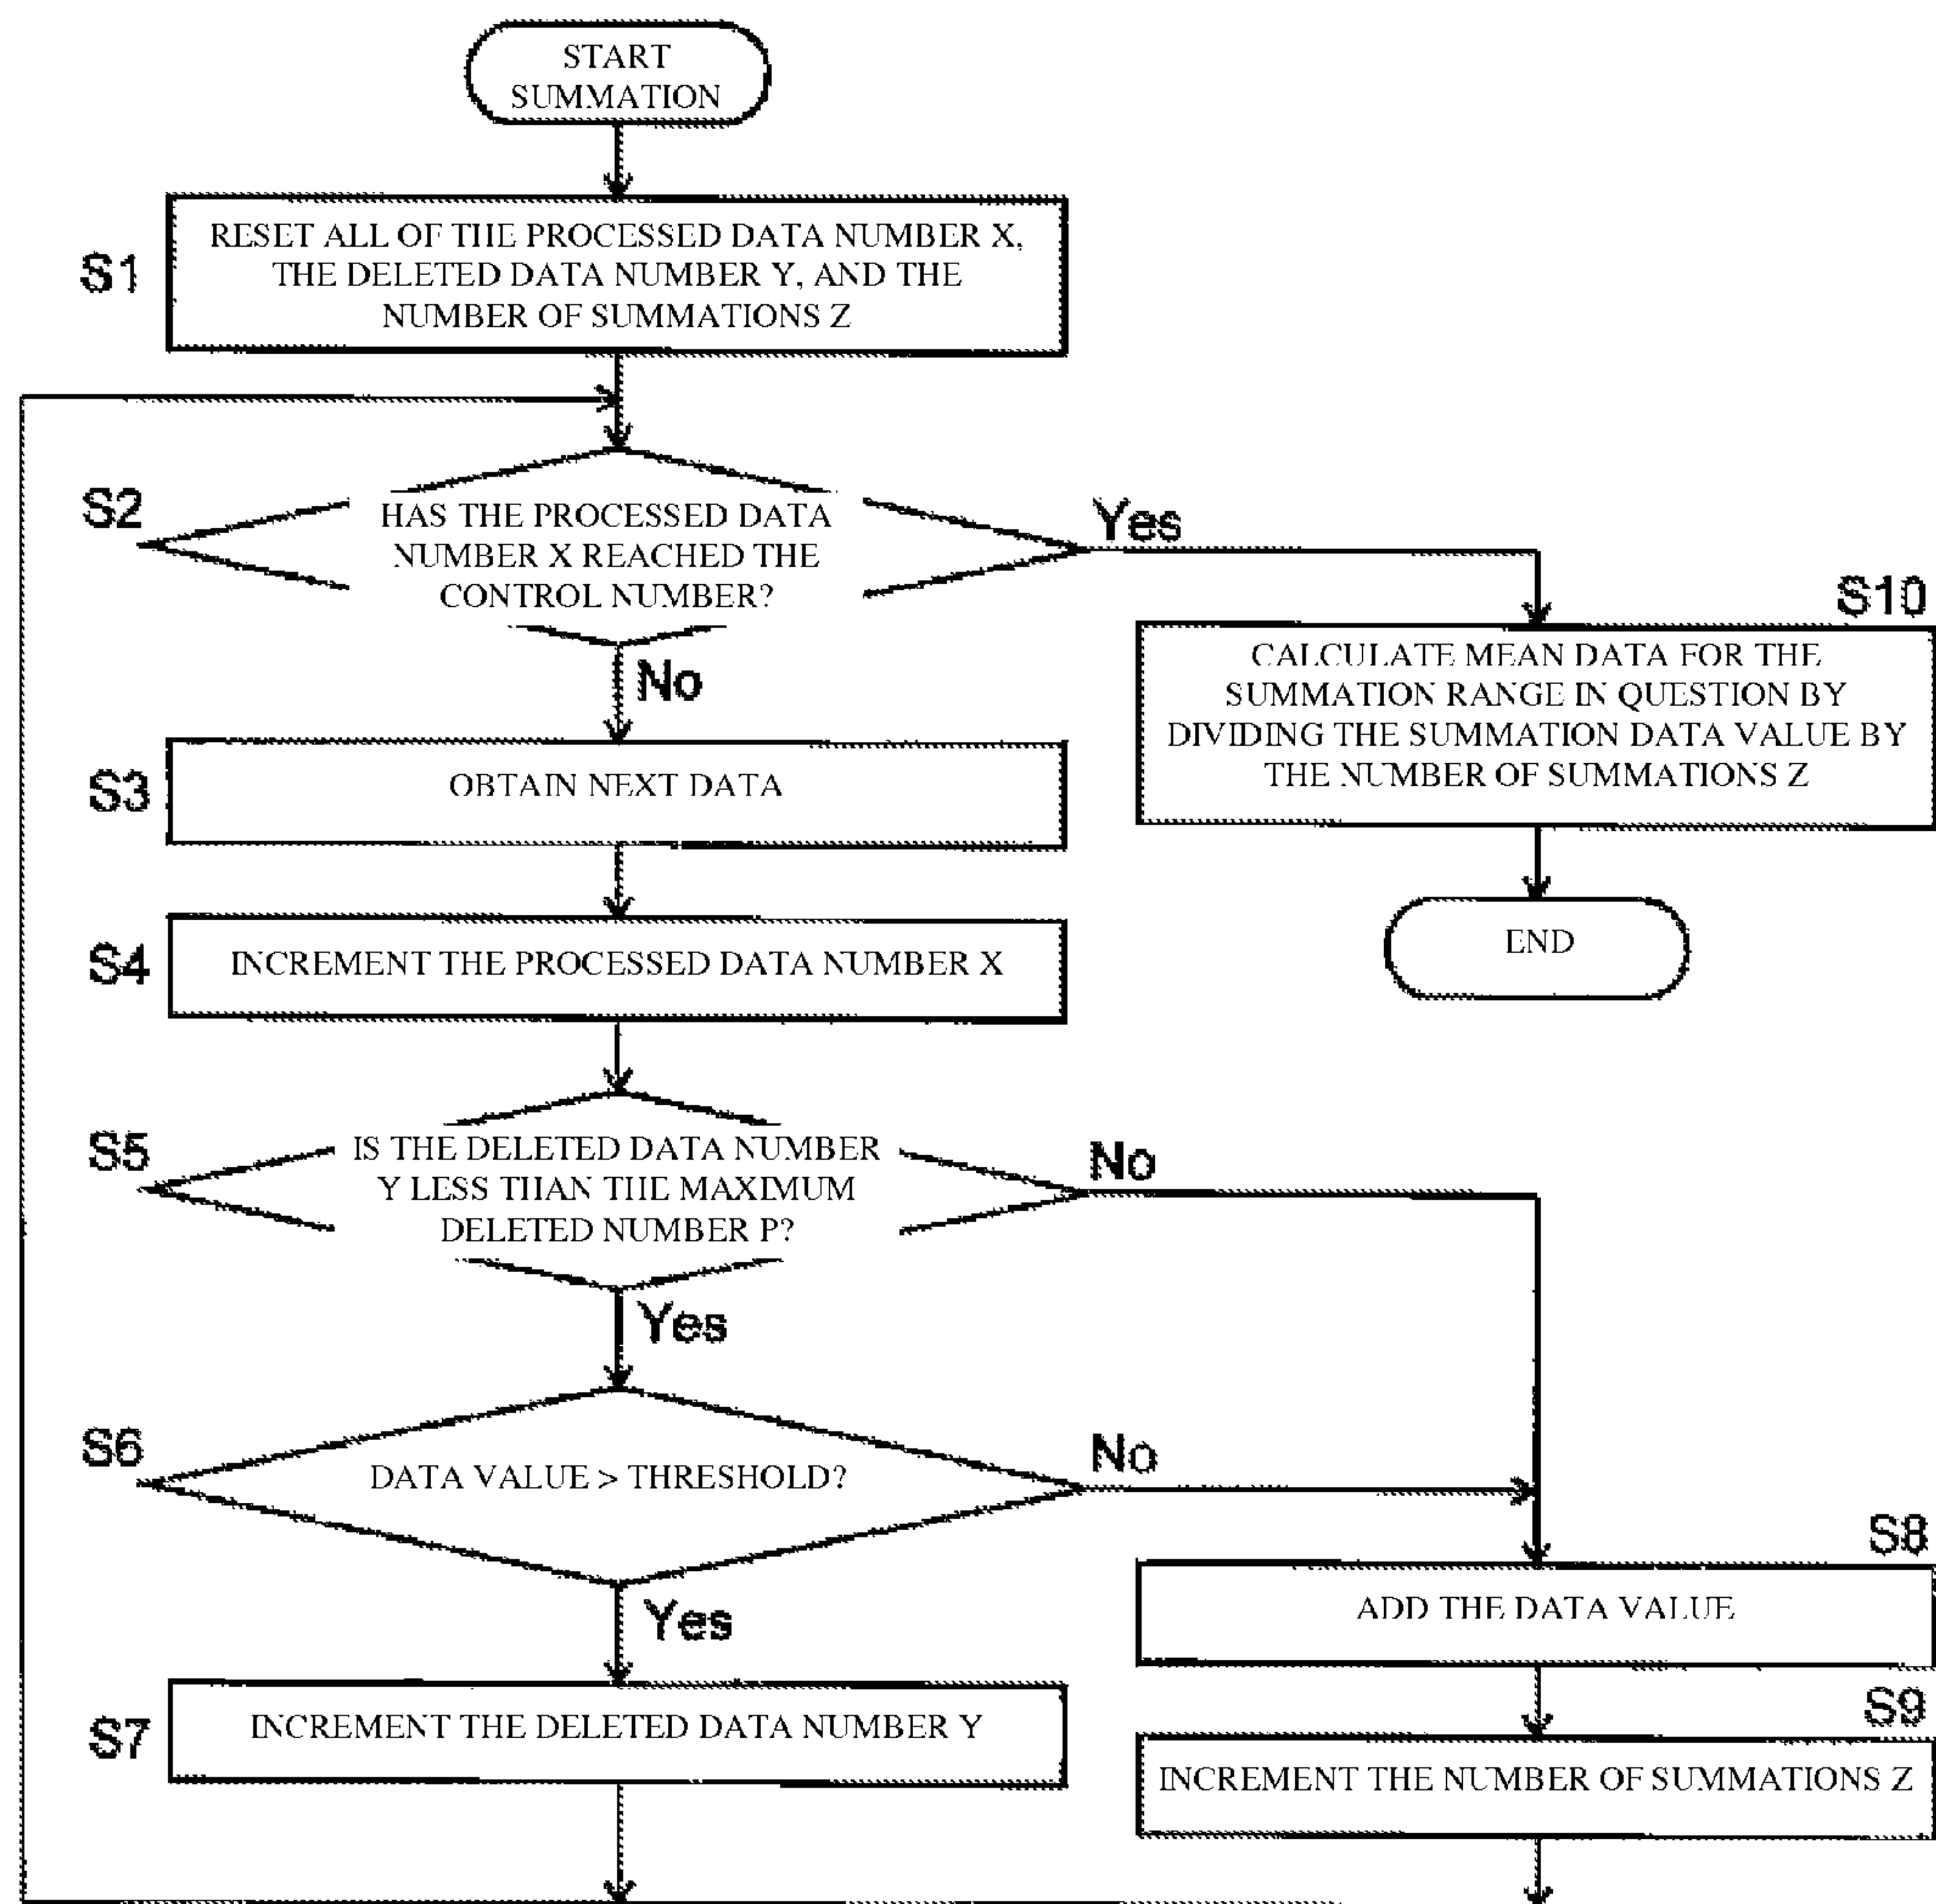 START
SUMMATION
S1
RESET ALL OF THE PROCESSED DATA NUMBER X,
THE DELETED DATA NUMBER Y, AND THE
NUMBER OF SUMMATIONS Z
S2
HAS THE PROCESSED DATA
NUMBER X REACHED THE
CONTROL NUMBER?
Yes
No
S10
CALCULATE MEAN DATA FOR THE
SUMMATION RANGE IN QUESTION BY
DIVIDING THE SUMMATION DATA VALUE BY
THE NUMBER OF SUMMATIONS Z
S3
OBTAIN NEXT DATA
END
S4
INCREMENT THE PROCESSED DATA NUMBER X
S5
IS THE DELETED DATA NUMBER
Y LESS THAN THE MAXIMUM
DELETED NUMBER P?
No
Yes
S6
DATA VALUE > THRESHOLD?
No
Yes
S8
ADD THE DATA VALUE
S7
INCREMENT THE DELETED DATA NUMBER Y
S9
INCREMENT THE NUMBER OF SUMMATIONS Z